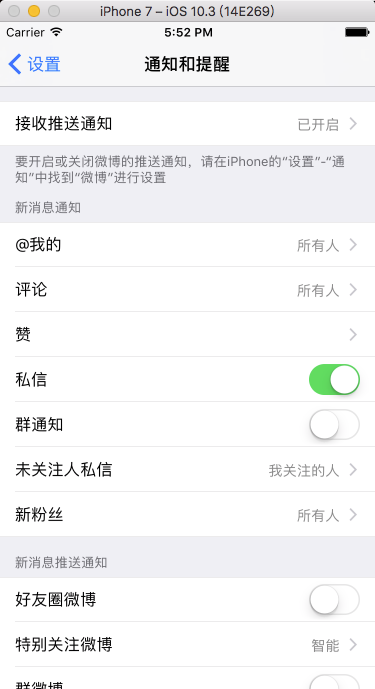 iPhone 7 – iOS 10.3 (14E269)
Carrier 5:52 PM
设置 通知和提醒
接收推送通知 已开启
要开启或关闭微博的推送通知，请在iPhone的“设置”-“通
知”中找到“微博”进行设置
新消息通知
@我的 所有人
评论 所有人
赞
私信
群通知
未关注人私信 我关注的人
新粉丝 所有人
新消息推送通知
好友圈微博
特别关注微博 智能
群微博